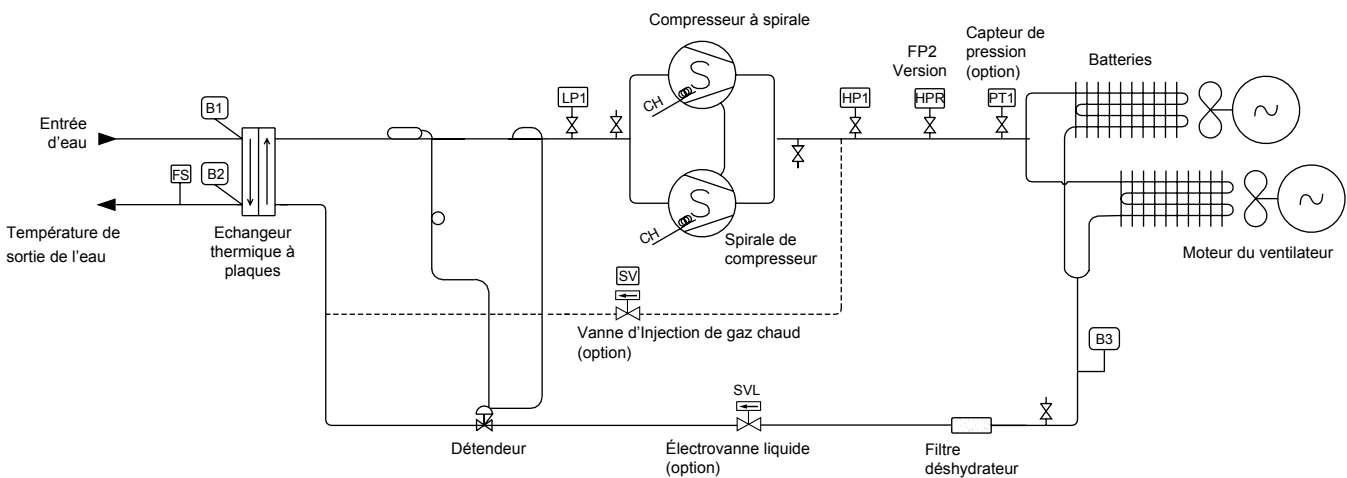 Compresseur à spirale
Capteur de
pression
(option)
FP2
Version
Batteries
B1
LP1
CH
HP1
HPR
PT1
Entrée
d'eau
FS
B2
CH
Température de
sortie de l'eau
Echangeur
thermique à
plaques
Spirale de
compresseur
Moteur du ventilateur
SV
Vanne d'Injection de gaz chaud
(option)
B3
SVL
Détendeur
Électrovanne liquide
(option)
Filtre
déshydrateur
S
S